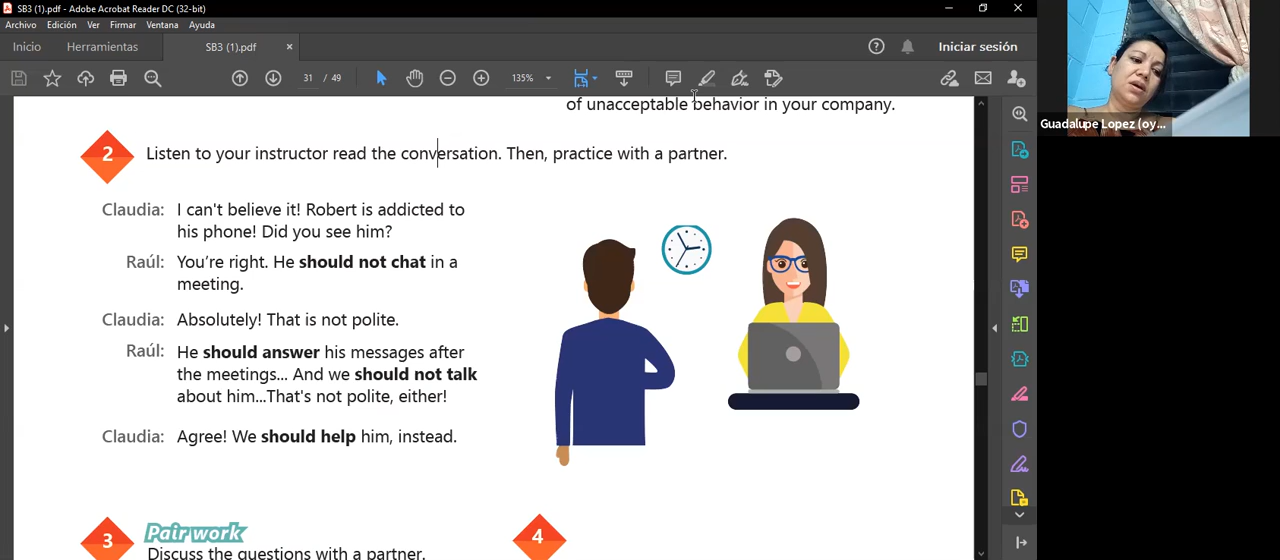 SB3 (1).pdf - Adobe Acrobat Reader DC (32-bit)
Archivo Edición Ver Firmar Ventana Ayuda
Inicio Herramientas SB3 (1).pdf × Iniciar sesión
31 / 49 135%
of unacceptable behavior in your company.
2 Listen to your instructor read the conversation. Then, practice with a partner.
Claudia: I can't believe it! Robert is addicted to
his phone! Did you see him?
Raúl: You're right. He should not chat in a
meeting.
Claudia: Absolutely! That is not polite.
Raúl: He should answer his messages after
the meetings... And we should not talk
about him...That's not polite, either!
Claudia: Agree! We should help him, instead.
3 Pair work
Discuss the questions with a partner.
4
Guadalupe Lopez (oy...